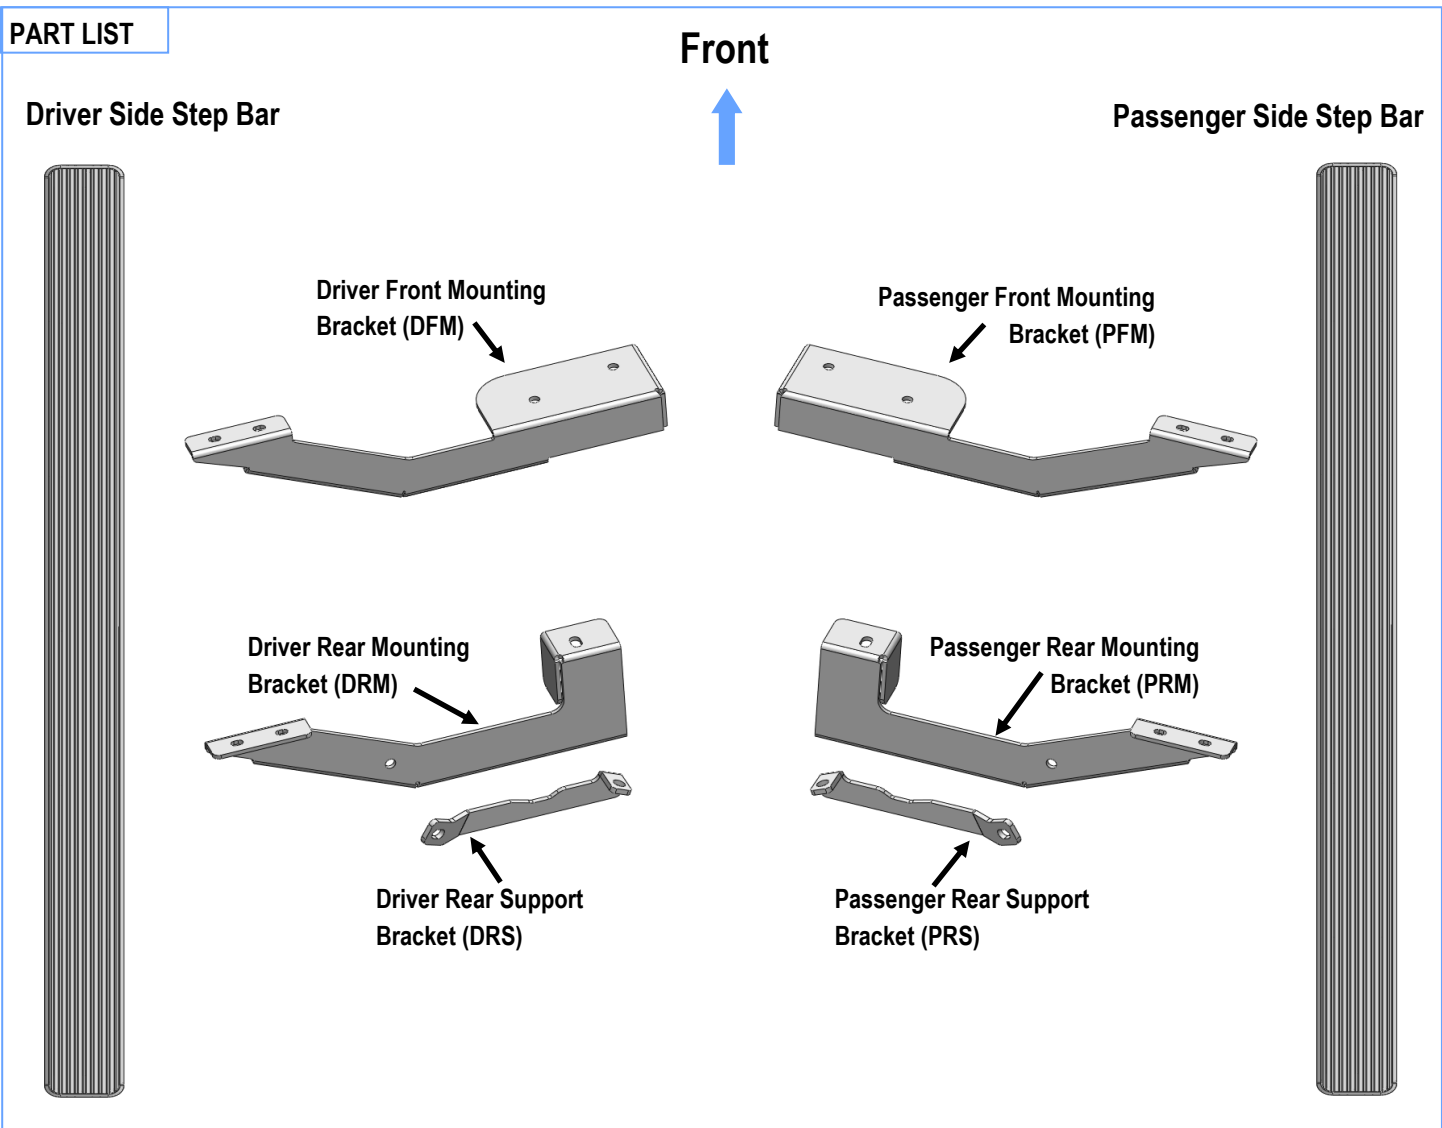 PART LIST
Front
Driver Side Step Bar
Passenger Side Step Bar
Driver Front Mounting
Bracket (DFM)
Passenger Front Mounting
Bracket (PFM)
Driver Rear Mounting
Bracket (DRM)
Passenger Rear Mounting
Bracket (PRM)
Driver Rear Support
Bracket (DRS)
Passenger Rear Support
Bracket (PRS)